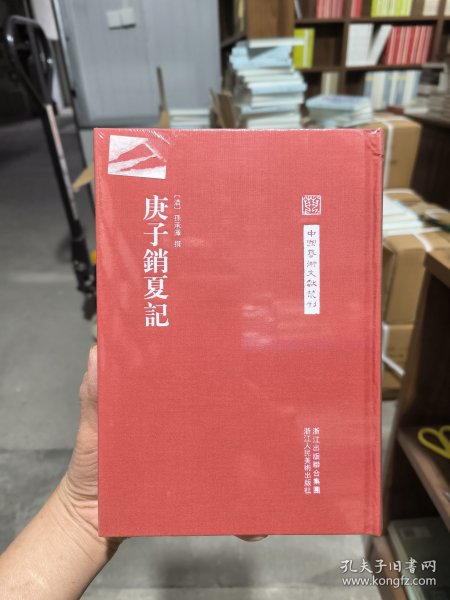 庚子銷夏記
[清] 孫承澤 撰
中國藝術文獻叢刊
浙江出版聯合集團
浙江人民美術出版社
孔夫子旧书网
www.kongfz.com